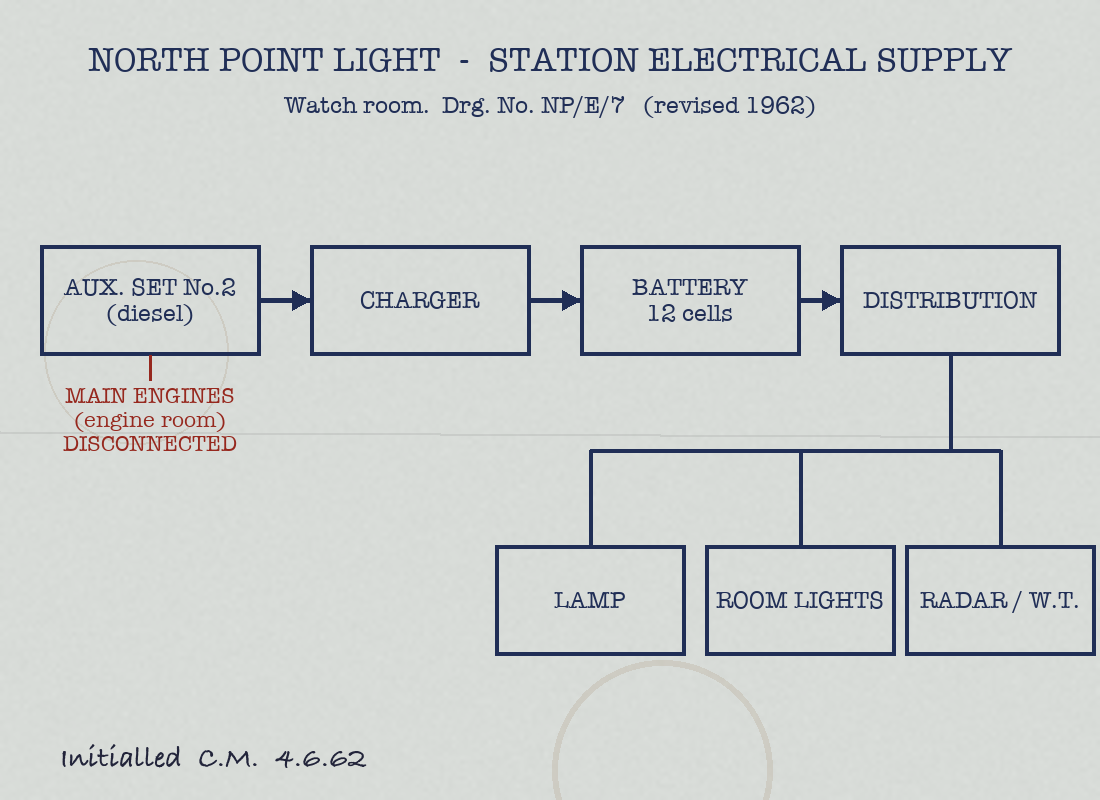 NORTH POINT LIGHT - STATION ELECTRICAL SUPPLY
Watch room. Drg. No. NP/E/7 (revised 1962)
AUX. SET No.2
(diesel)
CHARGER
BATTERY
12 cells
DISTRIBUTION
MAIN ENGINES
(engine room)
DISCONNECTED
LAMP
ROOM LIGHTS
RADAR / W.T.
Initialled C.M. 4.6.62